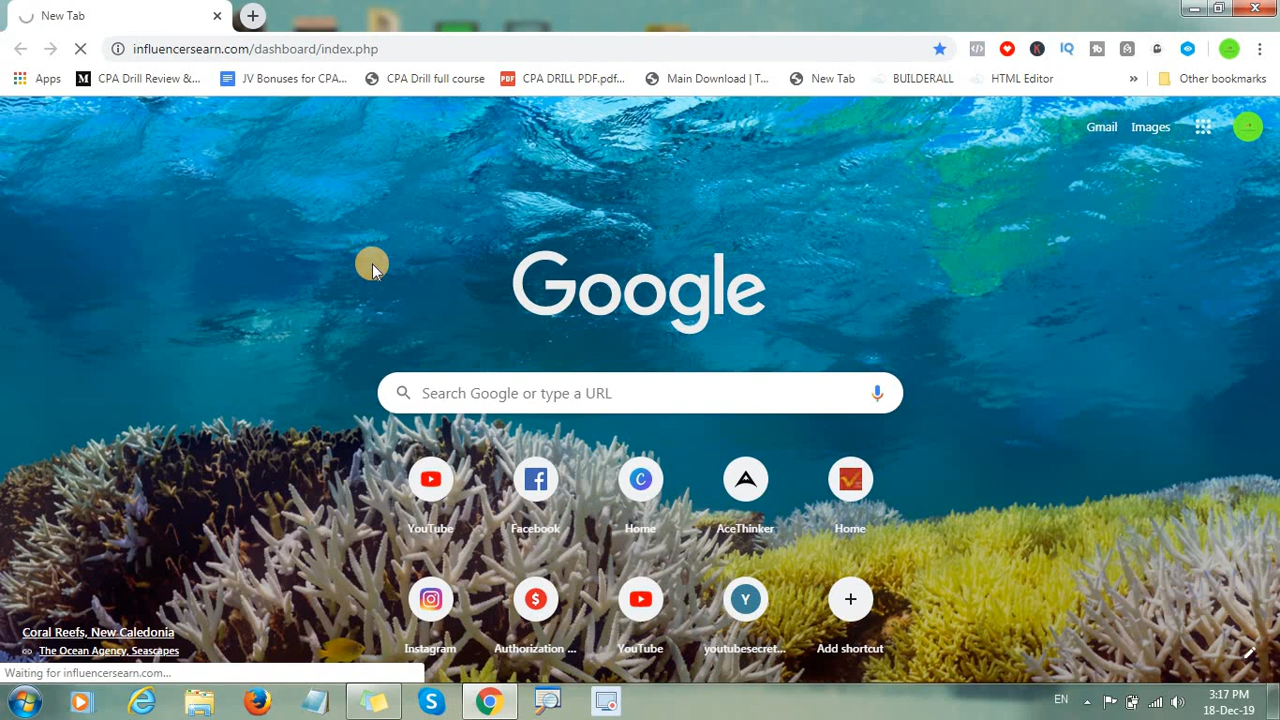 New Tab
influencersearn.com/dashboard/index.php
Apps
CPA Drill Review &...
JV Bonuses for CPA...
CPA Drill full course
CPA DRILL PDF.pdf...
Main Download | T...
New Tab
BUILDERALL
HTML Editor
»
Other bookmarks
Gmail
Images
Google
Search Google or type a URL
YouTube
Facebook
Home
AceThinker
Home
Instagram
Authorization ...
YouTube
youtubesecret...
Add shortcut
Coral Reefs, New Caledonia
The Ocean Agency, Seascapes
Waiting for influencersearn.com...
EN
3:17 PM
18-Dec-19